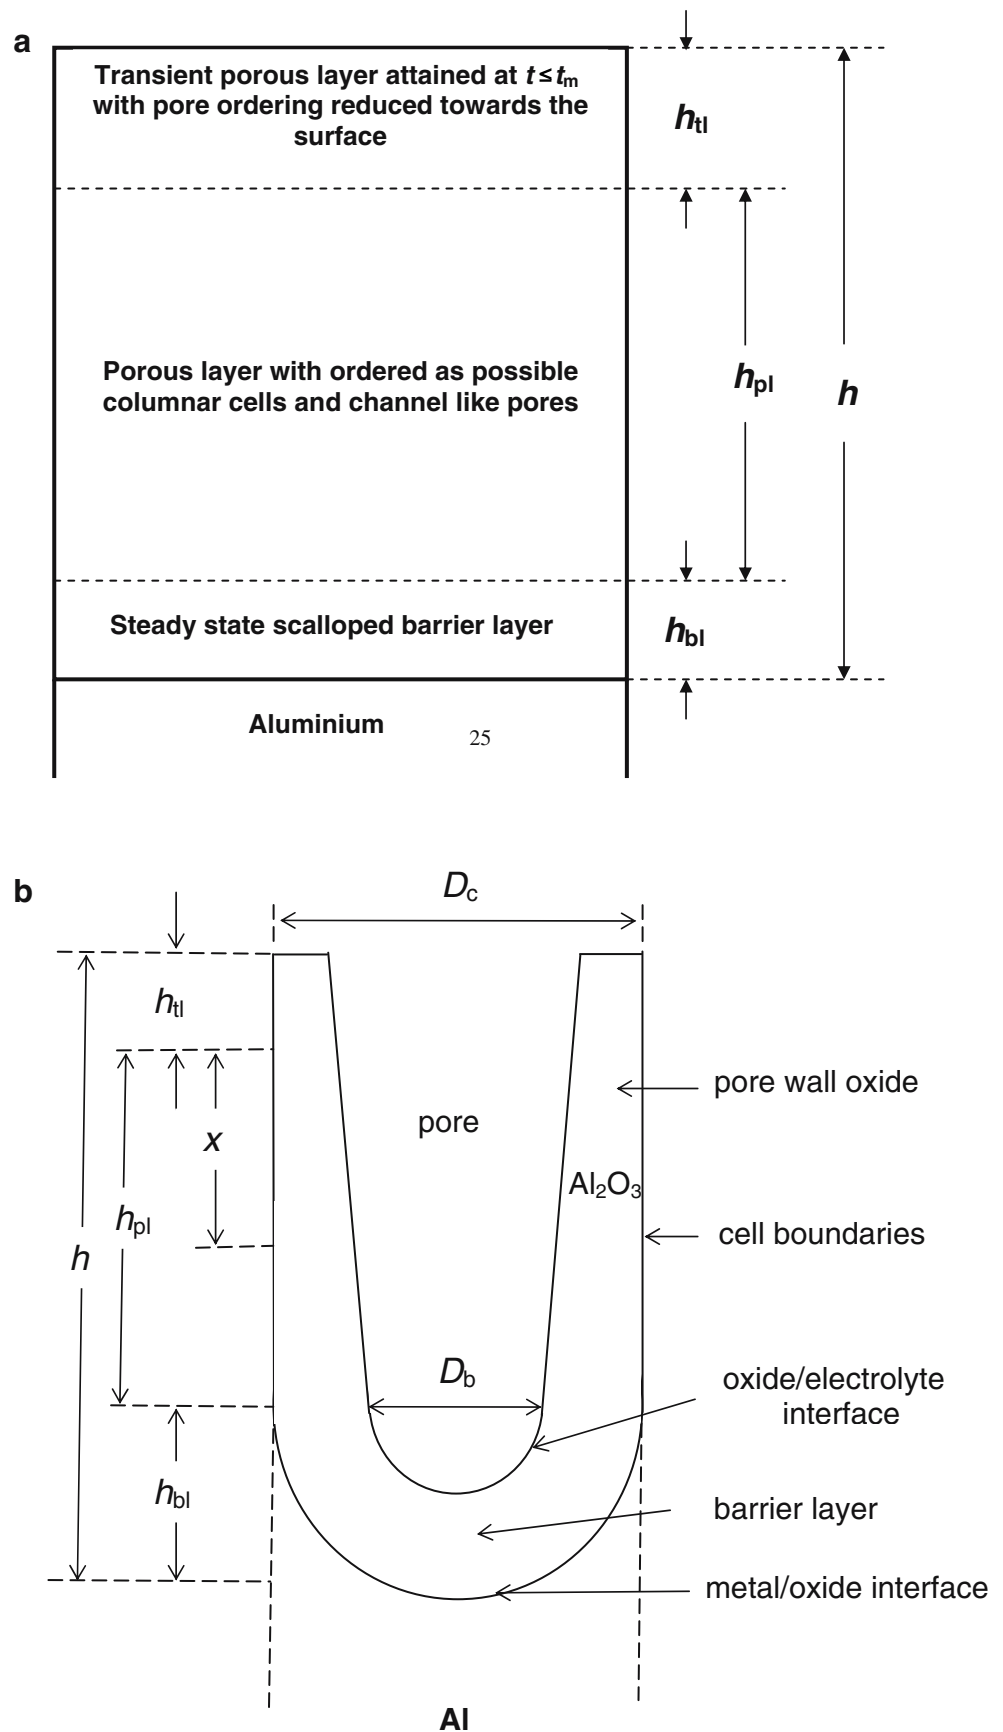 a
Transient porous layer attained at t ≤ tm
with pore ordering reduced towards the
surface
htl
Porous layer with ordered as possible
columnar cells and channel like pores
hpl
h
Steady state scalloped barrier layer
hbl
Aluminium
25
b
Dc
htl
pore wall oxide
x
pore
Al2O3
hpl
cell boundaries
h
Db
oxide/electrolyte
interface
hbl
barrier layer
metal/oxide interface
Al